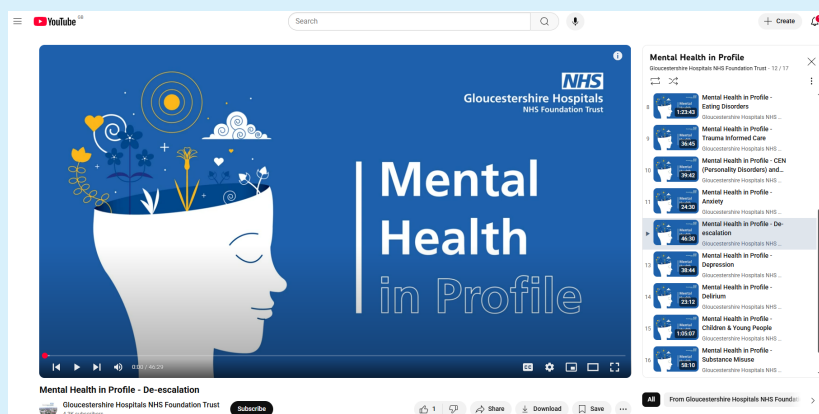 YouTube GB
Search
Create
NHS
Gloucestershire Hospitals
NHS Foundation Trust
Mental
Health
in Profile
0:00 / 46:29
Mental Health in Profile - De-escalation
Gloucestershire Hospitals NHS Foundation Trust
Subscribe
1
Share
Download
Save
Mental Health in Profile
Gloucestershire Hospitals NHS Foundation Trust - 12 / 17
8
1:23:43
Mental Health in Profile -
Eating Disorders
Gloucestershire Hospitals NHS ...
9
36:45
Mental Health in Profile -
Trauma Informed Care
Gloucestershire Hospitals NHS ...
10
39:42
Mental Health in Profile - CEN
(Personality Disorders) and...
Gloucestershire Hospitals NHS ...
11
24:30
Mental Health in Profile -
Anxiety
Gloucestershire Hospitals NHS ...
46:30
Mental Health in Profile - De-
escalation
Gloucestershire Hospitals NHS ...
13
38:44
Mental Health in Profile -
Depression
Gloucestershire Hospitals NHS ...
14
23:12
Mental Health in Profile -
Delirium
Gloucestershire Hospitals NHS ...
15
1:05:07
Mental Health in Profile -
Children & Young People
Gloucestershire Hospitals NHS ...
16
58:10
Mental Health in Profile -
Substance Misuse
Gloucestershire Hospitals NHS ...
All
From Gloucestershire Hospitals NHS Foundati